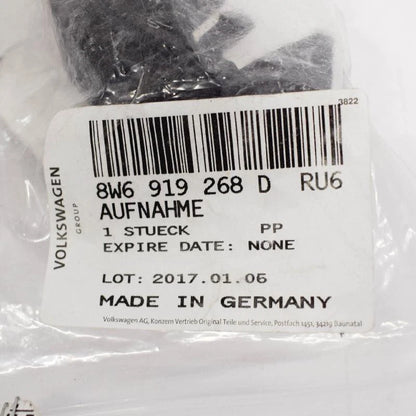 3822
VOLKSWAGEN
GROUP
8W6 919 268 D RU6
AUFNAHME
1 STUECK PP
EXPIRE DATE: NONE
LOT: 2017.01.06
MADE IN GERMANY
Volkswagen AG, Konzern Vertrieb Original Teile und Service, Postfach 1451, 34219 Baunatal